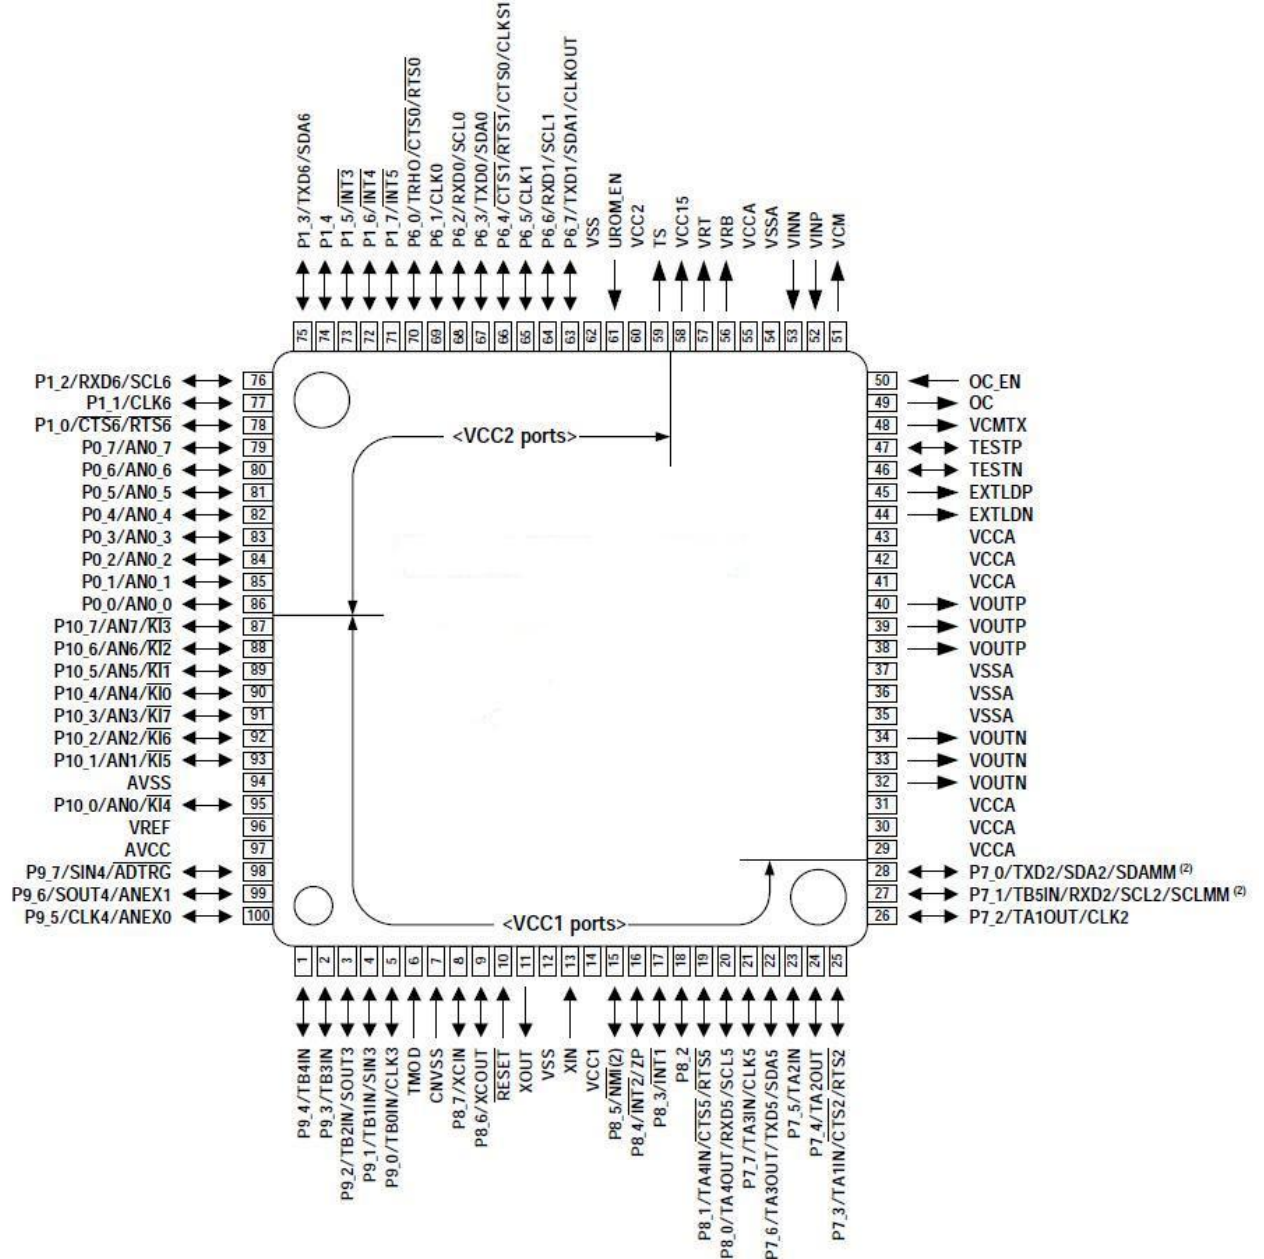 P1_3/TXD6/SDA6
P1_4
P1_5/INT3
P1_6/INT4
P1_7/INT5
P6_0/TRHO/CTS0/RTS0
P6_1/CLK0
P6_2/RXD0/SCL0
P6_3/TXD0/SDA0
P6_4/CTS1/RTS1/CTS0/CLKS1
P6_5/CLK1
P6_6/RXD1/SCL1
P6_7/TXD1/SDA1/CLKOUT
VSS
UROM_EN
VCC2
TS
VCC15
VRT
VRB
VCCA
VSSA
VINN
VINP
VCM
75 74 73 72 71 70 69 68 67 66 65 64 63 62 61 60 59 58 57 56 55 54 53 52 51
P1_2/RXD6/SCL6 76
P1_1/CLK6 77
P1_0/CTS6/RTS6 78
P0_7/AN0_7 79
P0_6/AN0_6 80
P0_5/AN0_5 81
P0_4/AN0_4 82
P0_3/AN0_3 83
P0_2/AN0_2 84
P0_1/AN0_1 85
P0_0/AN0_0 86
P10_7/AN7/KI3 87
P10_6/AN6/KI2 88
P10_5/AN5/KI1 89
P10_4/AN4/KI0 90
P10_3/AN3/KI7 91
P10_2/AN2/KI6 92
P10_1/AN1/KI5 93
AVSS 94
P10_0/AN0/KI4 95
VREF 96
AVCC 97
P9_7/SIN4/ADTRG 98
P9_6/SOUT4/ANEX1 99
P9_5/CLK4/ANEX0 100
<VCC2 ports>
<VCC1 ports>
50 OC_EN
49 OC
48 VCMTX
47 TESTP
46 TESTN
45 EXTLDP
44 EXTLDN
43 VCCA
42 VCCA
41 VCCA
40 VOUTP
39 VOUTP
38 VOUTP
37 VSSA
36 VSSA
35 VSSA
34 VOUTN
33 VOUTN
32 VOUTN
31 VCCA
30 VCCA
29 VCCA
28 P7_0/TXD2/SDA2/SDAMM (2)
27 P7_1/TB5IN/RXD2/SCL2/SCLMM (2)
26 P7_2/TA1OUT/CLK2
1 2 3 4 5 6 7 8 9 10 11 12 13 14 15 16 17 18 19 20 21 22 23 24 25
P9_4/TB4IN
P9_3/TB3IN
P9_2/TB2IN/SOUT3
P9_1/TB1IN/SIN3
P9_0/TB0IN/CLK3
TMOD
CNVSS
P8_7/XCIN
P8_6/XCOUT
RESET
XOUT
VSS
XIN
VCC1
P8_5/NMI(2)
P8_4/INT2/ZP
P8_3/INT1
P8_2
P8_1/TA4IN/CTS5/RTS5
P8_0/TA4OUT/RXD5/SCL5
P7_7/TA3IN/CLK5
P7_6/TA3OUT/TXD5/SDA5
P7_5/TA2IN
P7_4/TA2OUT
P7_3/TA1IN/CTS2/RTS2